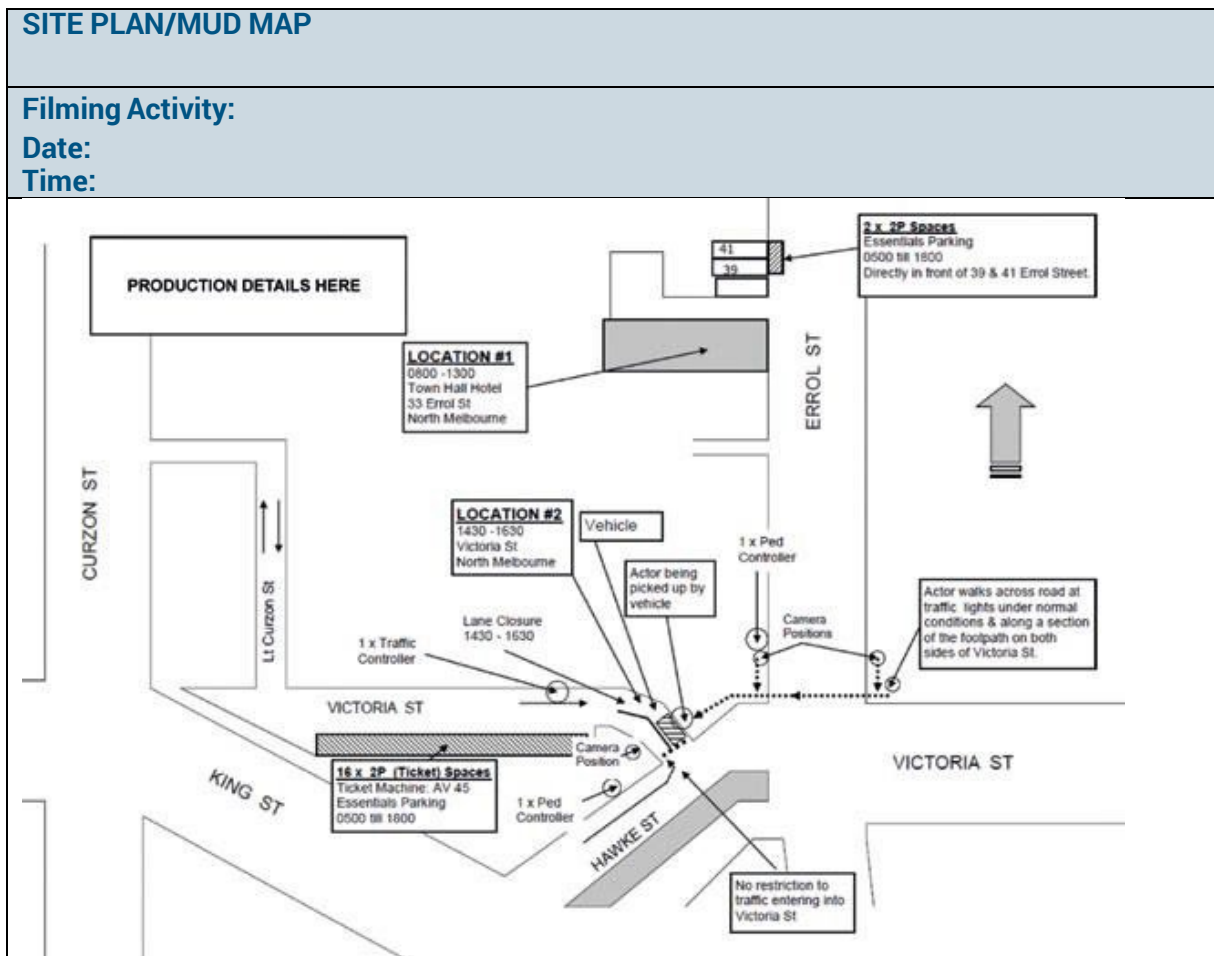 SITE PLAN/MUD MAP
Filming Activity:
Date:
Time:
PRODUCTION DETAILS HERE
41
39
2 x 2P Spaces
Essentials Parking
0500 till 1800
Directly in front of 39 & 41 Errol Street.
LOCATION #1
0800 -1300
Town Hall Hotel
33 Errol St
North Melbourne
ERROL ST
CURZON ST
Lt Curzon St
LOCATION #2
1430 -1630
Victoria St
North Melbourne
Vehicle
Actor being
picked up by
vehicle
1 x Ped
Controller
Camera
Positions
Actor walks across road at
traffic lights under normal
conditions & along a section
of the footpath on both
sides of Victoria St.
Lane Closure
1430 - 1630
1 x Traffic
Controller
VICTORIA ST
Camera
Position
VICTORIA ST
16 x 2P (Ticket) Spaces
Ticket Machine: AV 45
Essentials Parking
0500 till 1800
KING ST
1 x Ped
Controller
HAWKE ST
No restriction to
traffic entering into
Victoria St